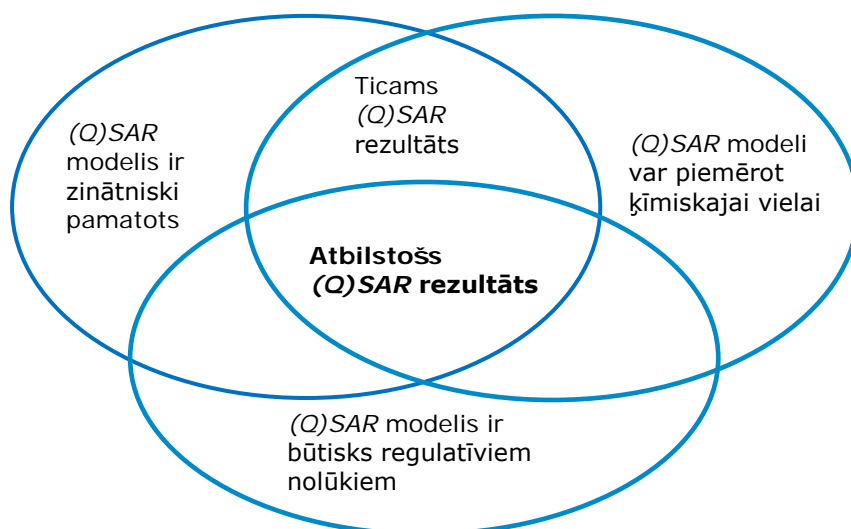 Ticams
(Q)SAR
rezultāts
(Q)SAR
modelis ir
zinātniski
pamatots
(Q)SAR modeli
var piemērot
ķīmiskajai vielai
Atbilstošs
(Q)SAR rezultāts
(Q)SAR modelis ir
būtisks regulatīviem
nolūkiem